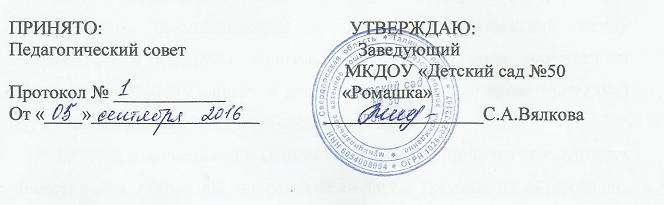 ПРИНЯТО:
Педагогический совет
Протокол № 1
От «05» сентября 2016
УТВЕРЖДАЮ:
Заведующий
МКДОУ «Детский сад №50
«Ромашка»
С.А.Вялкова